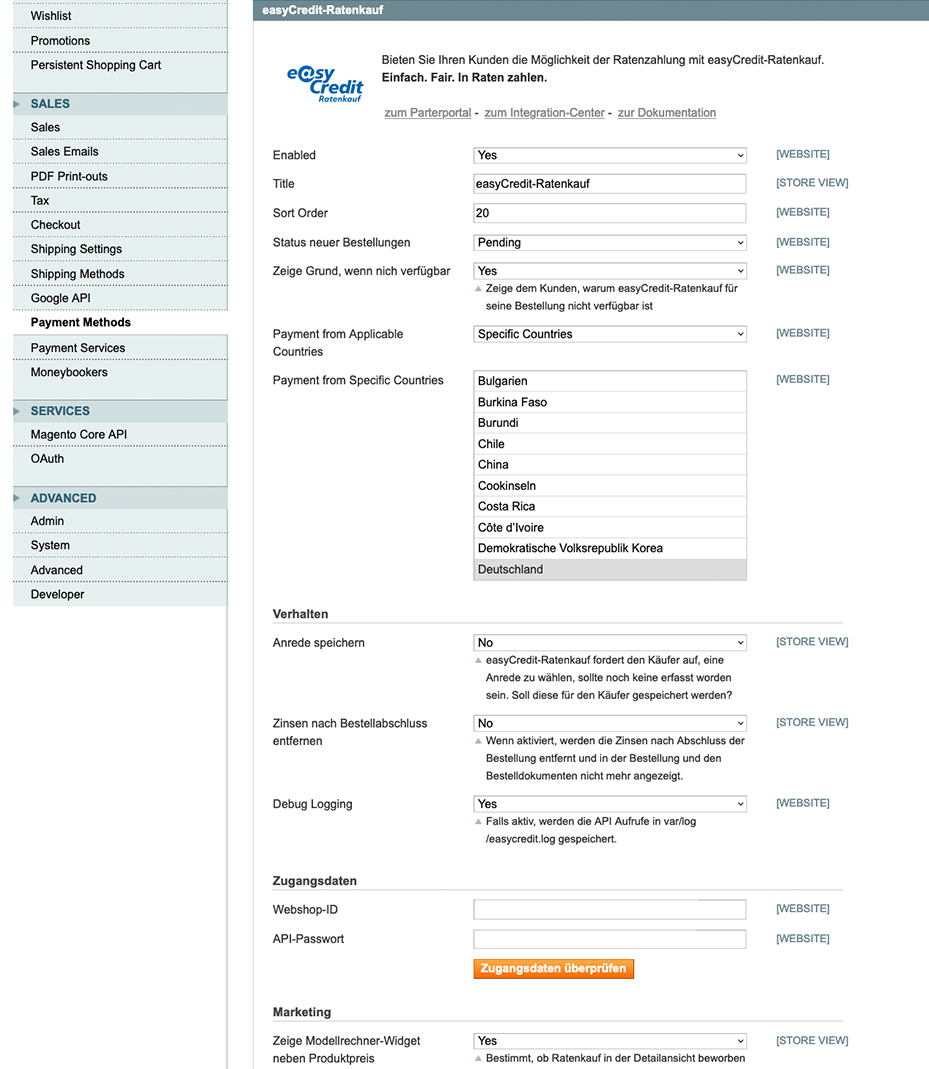 Wishlist
Promotions
Persistent Shopping Cart
SALES
Sales
Sales Emails
PDF Print-outs
Tax
Checkout
Shipping Settings
Shipping Methods
Google API
Payment Methods
Payment Services
Moneybookers
SERVICES
Magento Core API
OAuth
ADVANCED
Admin
System
Advanced
Developer
easyCredit-Ratenkauf
e@sy
Credit
Ratenkauf
Bieten Sie Ihren Kunden die Möglichkeit der Ratenzahlung mit easyCredit-Ratenkauf.
Einfach. Fair. In Raten zahlen.
zum Parterportal - zum Integration-Center - zur Dokumentation
Enabled Yes [WEBSITE]
Title easyCredit-Ratenkauf [STORE VIEW]
Sort Order 20 [WEBSITE]
Status neuer Bestellungen Pending [WEBSITE]
Zeige Grund, wenn nich verfügbar Yes [WEBSITE]
Zeige dem Kunden, warum easyCredit-Ratenkauf für
seine Bestellung nicht verfügbar ist
Payment from Applicable Specific Countries [WEBSITE]
Countries
Payment from Specific Countries Bulgarien [WEBSITE]
Burkina Faso
Burundi
Chile
China
Cookinseln
Costa Rica
Côte d’Ivoire
Demokratische Volksrepublik Korea
Deutschland
Verhalten
Anrede speichern No [STORE VIEW]
easyCredit-Ratenkauf fordert den Käufer auf, eine
Anrede zu wählen, sollte noch keine erfasst worden
sein. Soll diese für den Käufer gespeichert werden?
Zinsen nach Bestellabschluss No [STORE VIEW]
entfernen
Wenn aktiviert, werden die Zinsen nach Abschluss der
Bestellung entfernt und in der Bestellung und den
Bestelldokumenten nicht mehr angezeigt.
Debug Logging Yes [WEBSITE]
Falls aktiv, werden die API Aufrufe in var/log
/easycredit.log gespeichert.
Zugangsdaten
Webshop-ID [WEBSITE]
API-Passwort [WEBSITE]
Zugangsdaten überprüfen
Marketing
Zeige Modellrechner-Widget Yes [STORE VIEW]
neben Produktpreis
Bestimmt, ob Ratenkauf in der Detailansicht beworben